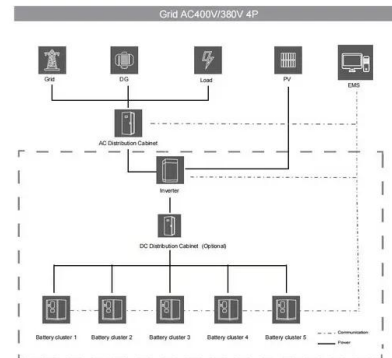 Grid AC400V/380V 4P
Grid
DG
Load
PV
EMS
AC Distribution Cabinet
Inverter
DC Distribution Cabinet (Optional)
Battery cluster 1
Battery cluster 2
Battery cluster 3
Battery cluster 4
Battery cluster 5
Communication
Power